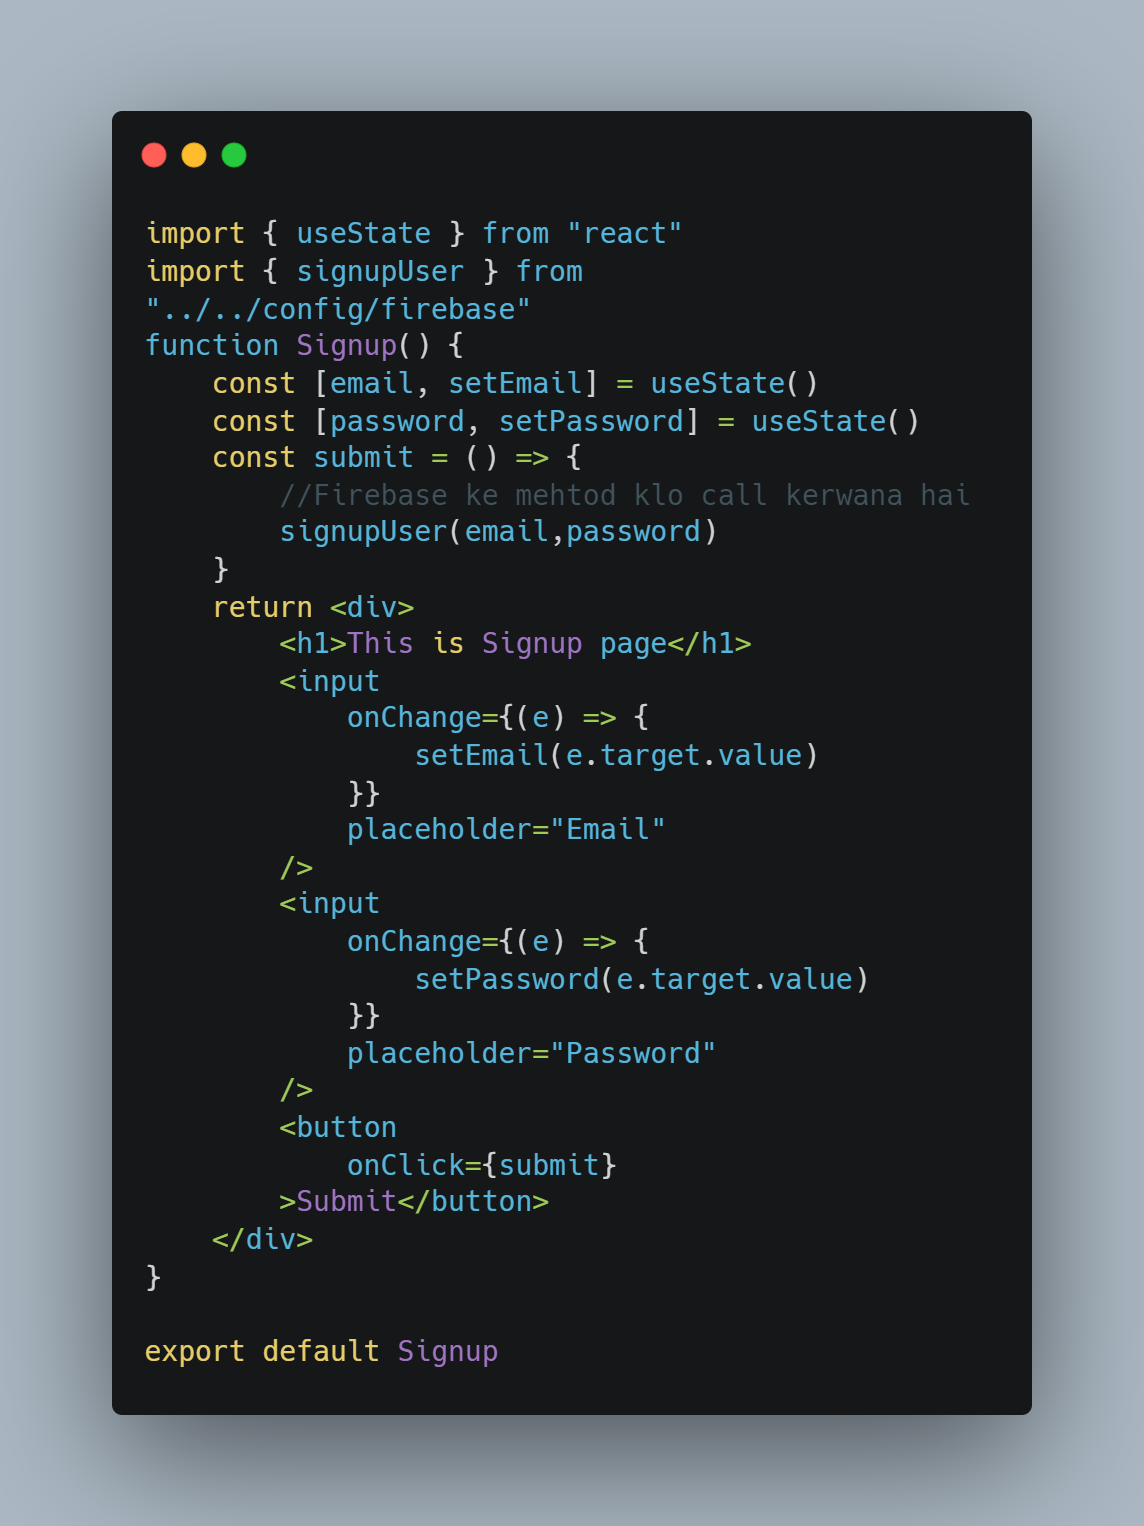 import { useState } from "react"
import { signupUser } from
"../../config/firebase"
function Signup() {
    const [email, setEmail] = useState()
    const [password, setPassword] = useState()
    const submit = () => {
        //Firebase ke mehtod klo call kerwana hai
        signupUser(email,password)
    }
    return <div>
        <h1>This is Signup page</h1>
        <input
            onChange={(e) => {
                setEmail(e.target.value)
            }}
            placeholder="Email"
        />
        <input
            onChange={(e) => {
                setPassword(e.target.value)
            }}
            placeholder="Password"
        />
        <button
            onClick={submit}
        >Submit</button>
    </div>
}

export default Signup